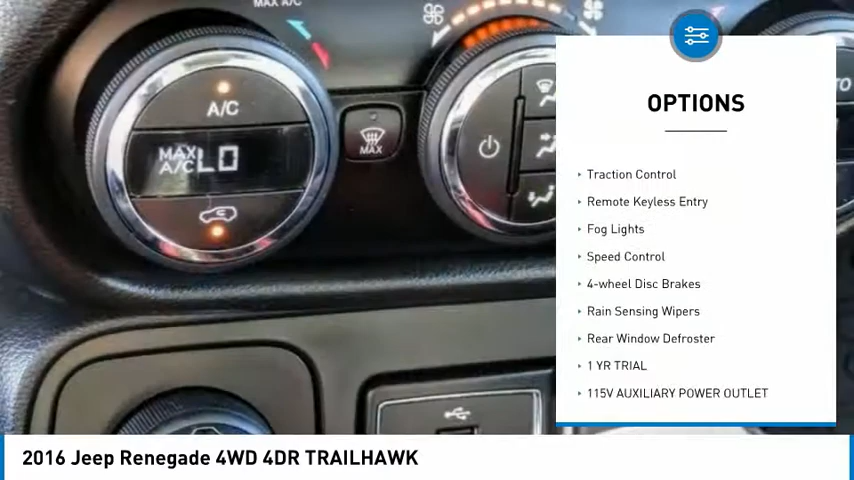 MAX A/C
A/C
MAX
A/C LO
MAX
OPTIONS
Traction Control
Remote Keyless Entry
Fog Lights
Speed Control
4-wheel Disc Brakes
Rain Sensing Wipers
Rear Window Defroster
1 YR TRIAL
115V AUXILIARY POWER OUTLET
2016 Jeep Renegade 4WD 4DR TRAILHAWK